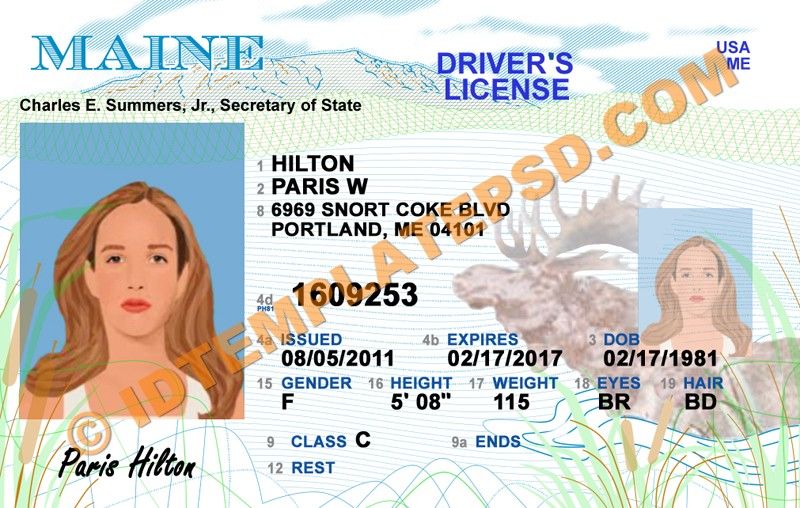 MAINE
DRIVER'S
LICENSE
USA
ME
Charles E. Summers, Jr., Secretary of State
1 HILTON
2 PARIS W
8 6969 SNORT COKE BLVD
PORTLAND, ME 04101
4d 1609253
PH81
4a ISSUED 4b EXPIRES 3 DOB
08/05/2011 02/17/2017 02/17/1981
15 GENDER 16 HEIGHT 17 WEIGHT 18 EYES 19 HAIR
F 5' 08" 115 BR BD
9 CLASS C 9a ENDS
12 REST
Paris Hilton
© IDTEMPLATEPSD.COM